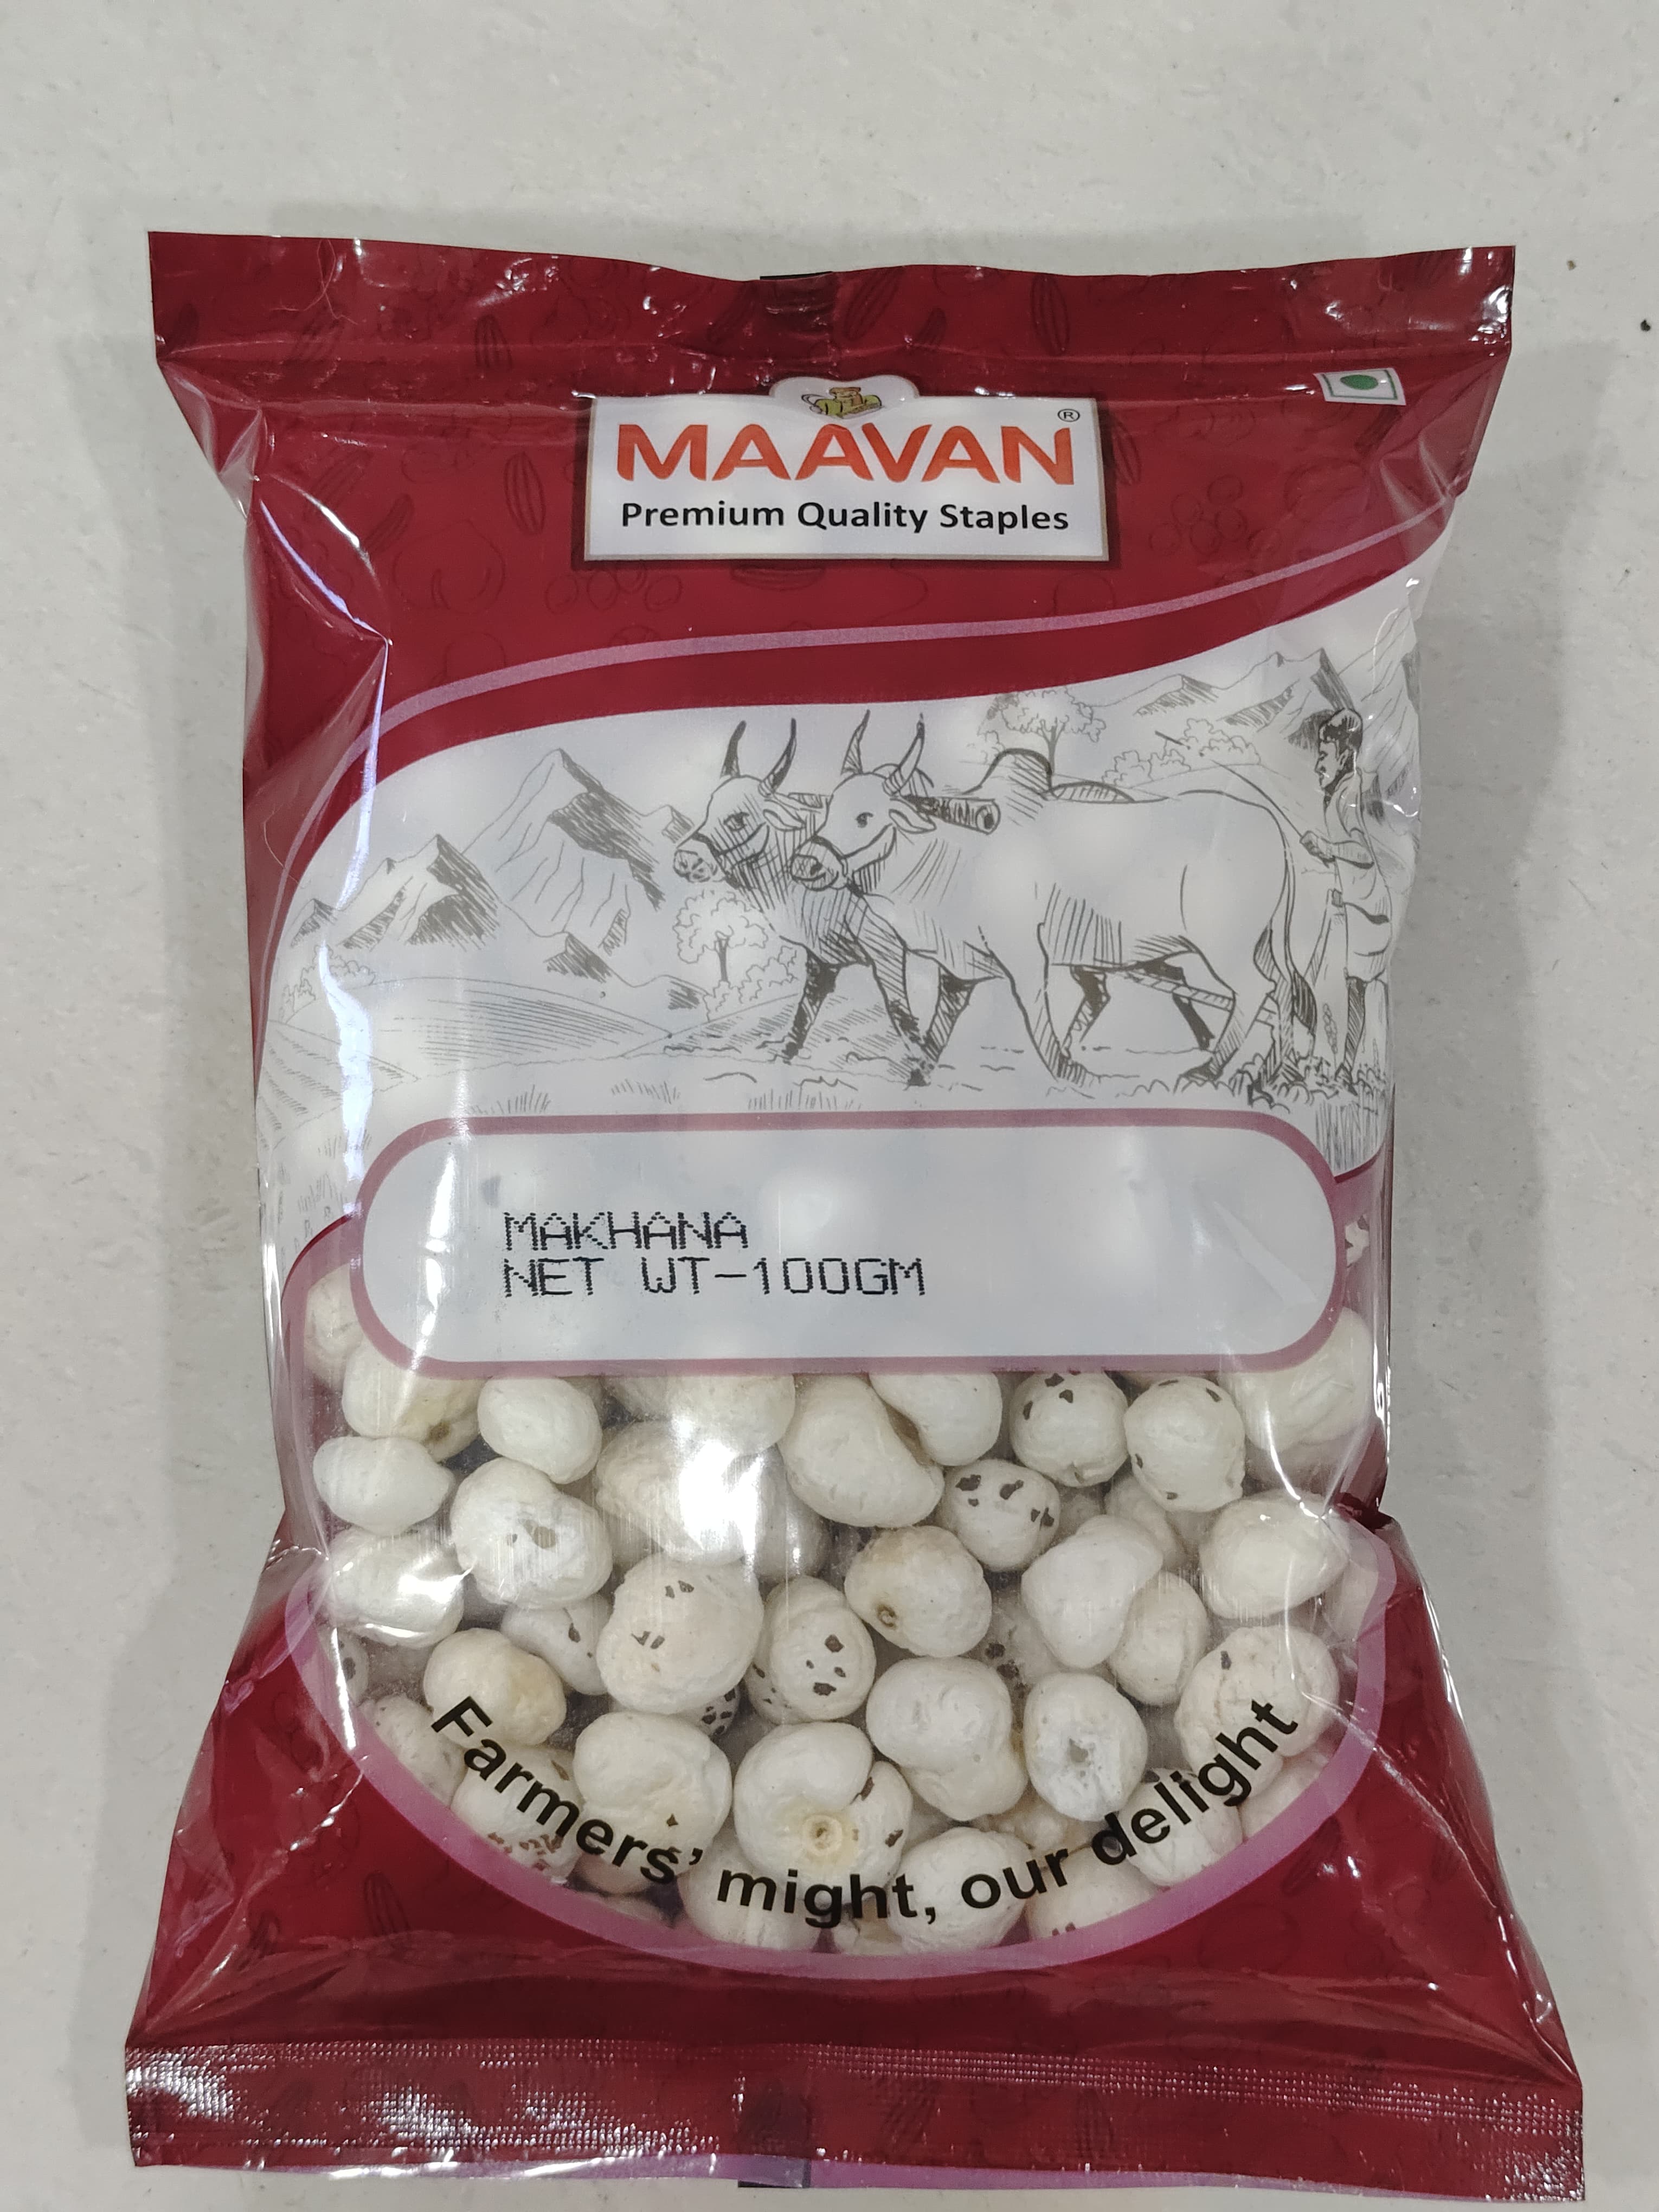 MAAVAN®
Premium Quality Staples
MAKHANA
NET WT-100GM
Farmers' might, our delight